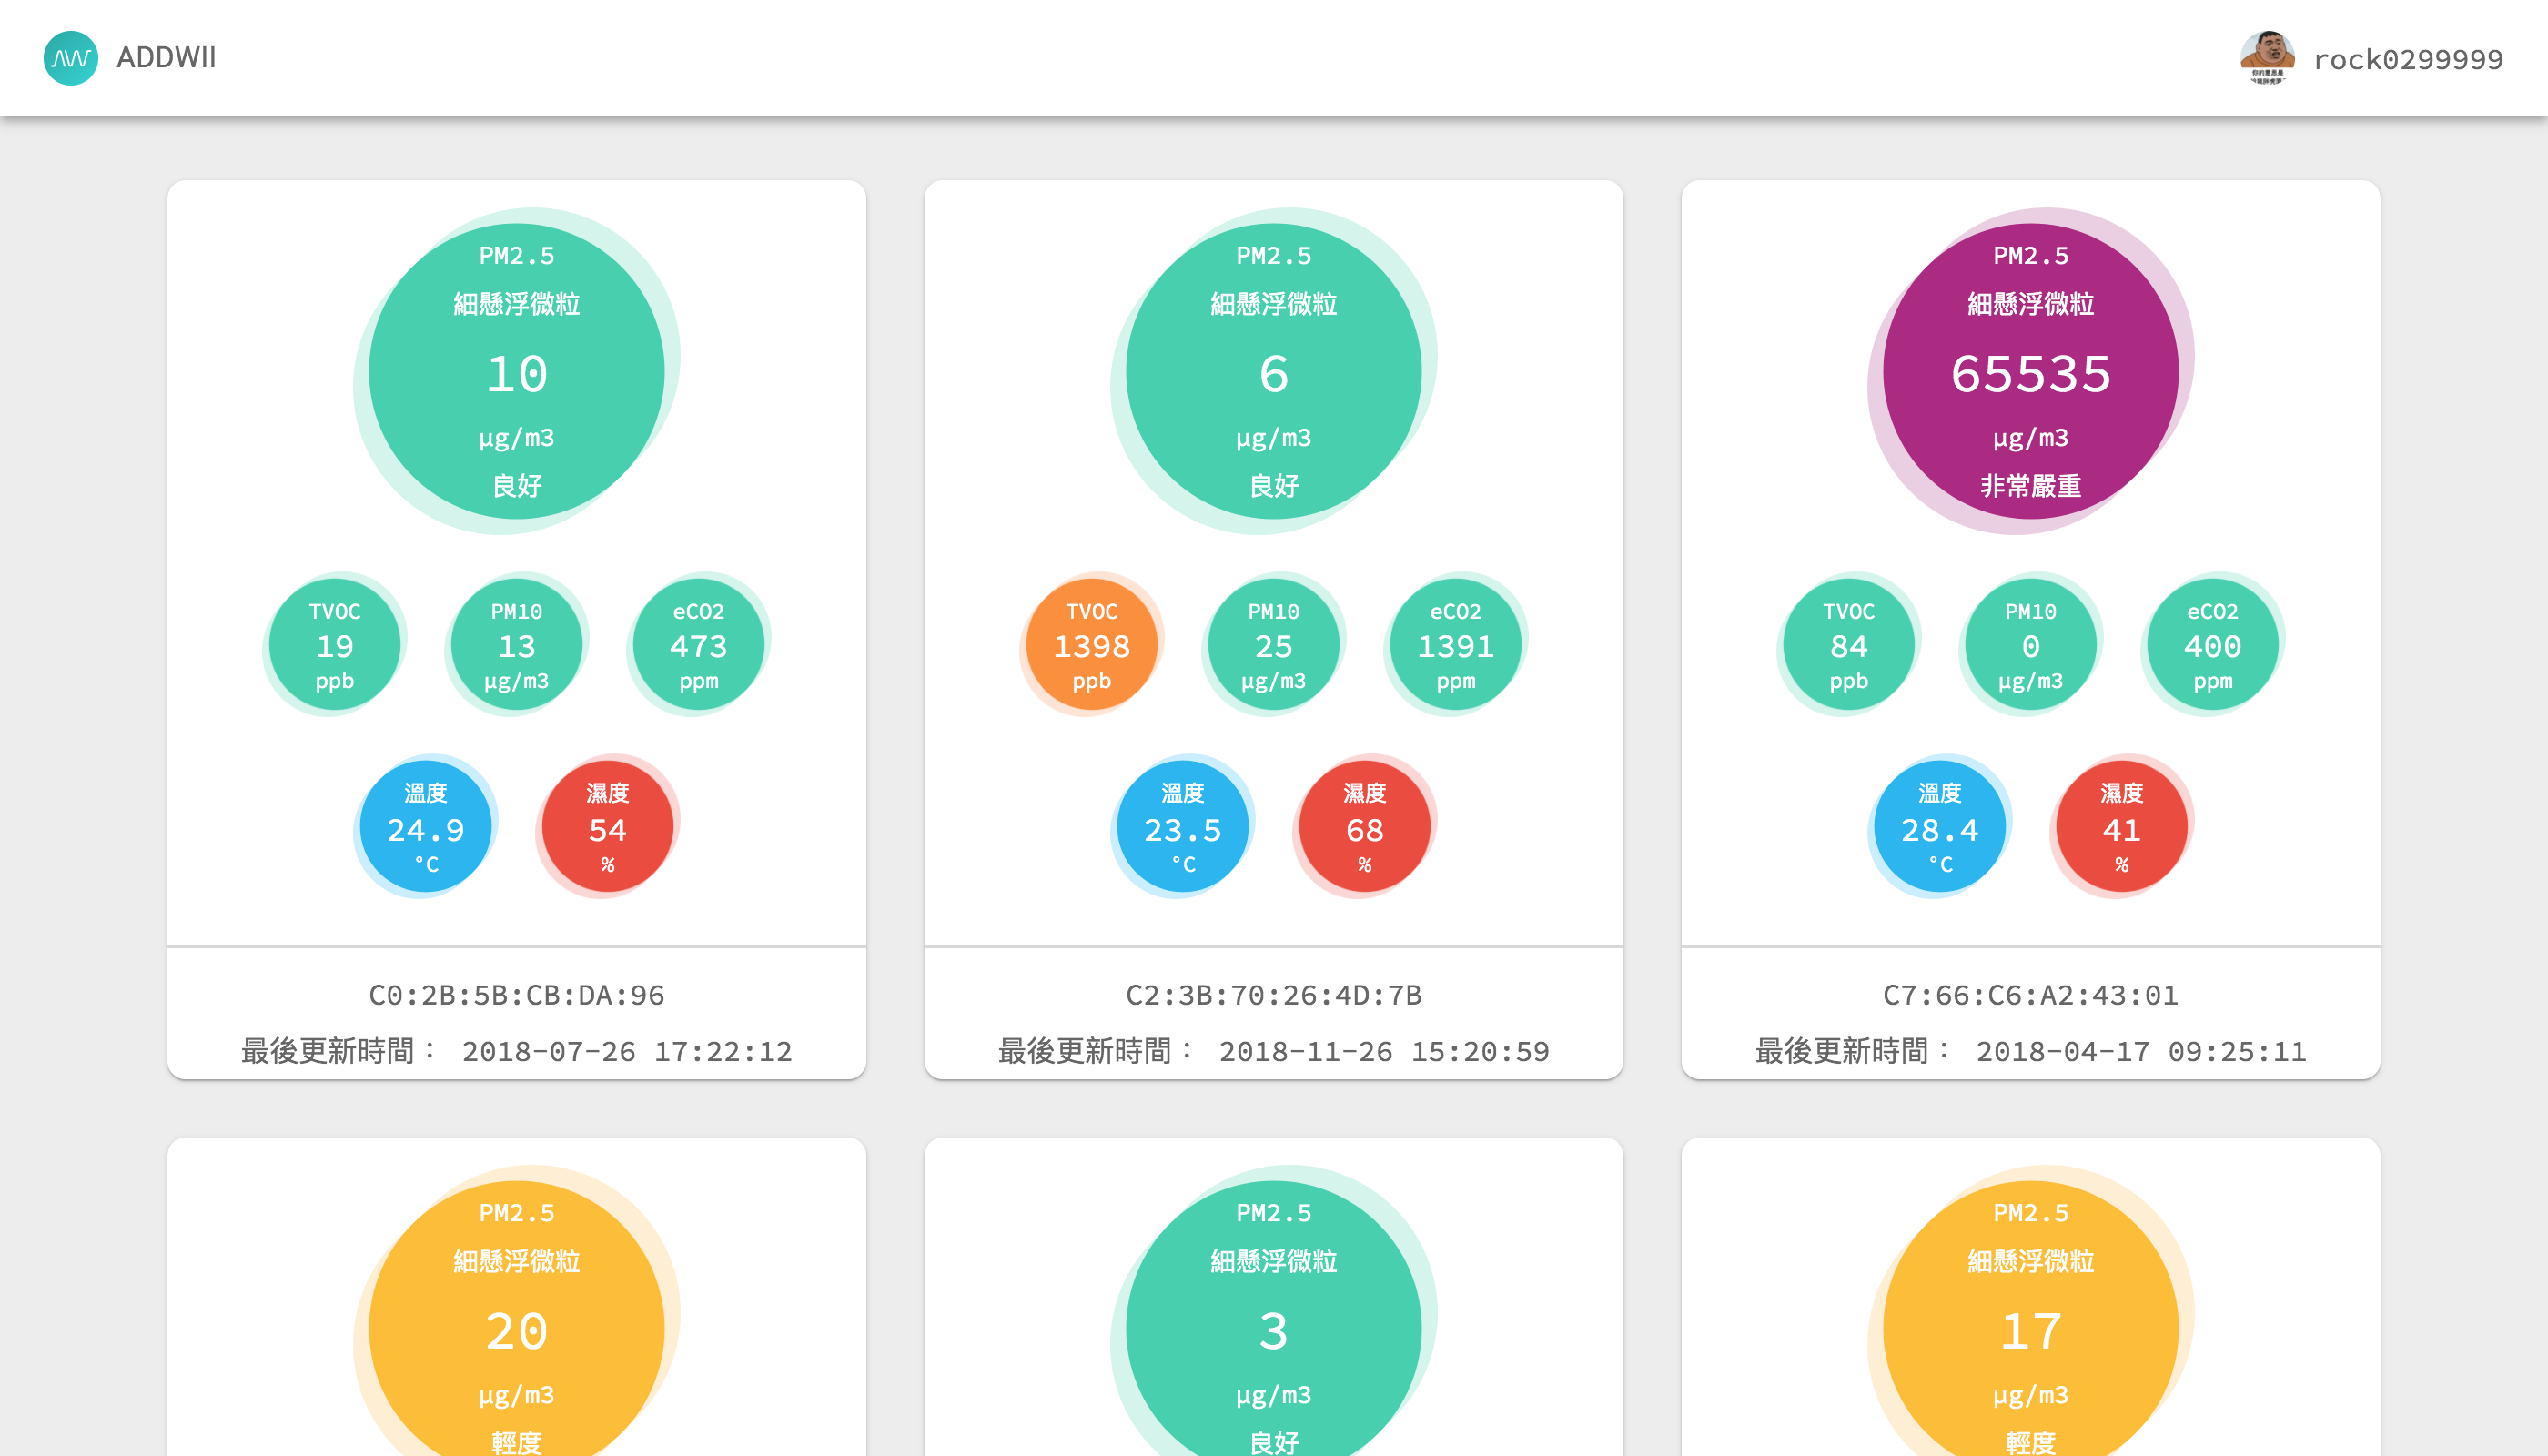 ADDWII
rock0299999
PM2.5
細懸浮微粒
10
μg/m3
良好
TVOC
19
ppb
PM10
13
μg/m3
eCO2
473
ppm
溫度
24.9
°C
濕度
54
%
C0:2B:5B:CB:DA:96
最後更新時間： 2018-07-26 17:22:12
PM2.5
細懸浮微粒
6
μg/m3
良好
TVOC
1398
ppb
PM10
25
μg/m3
eCO2
1391
ppm
溫度
23.5
°C
濕度
68
%
C2:3B:70:26:4D:7B
最後更新時間： 2018-11-26 15:20:59
PM2.5
細懸浮微粒
65535
μg/m3
非常嚴重
TVOC
84
ppb
PM10
0
μg/m3
eCO2
400
ppm
溫度
28.4
°C
濕度
41
%
C7:66:C6:A2:43:01
最後更新時間： 2018-04-17 09:25:11
PM2.5
細懸浮微粒
20
μg/m3
輕度
PM2.5
細懸浮微粒
3
μg/m3
良好
PM2.5
細懸浮微粒
17
μg/m3
輕度